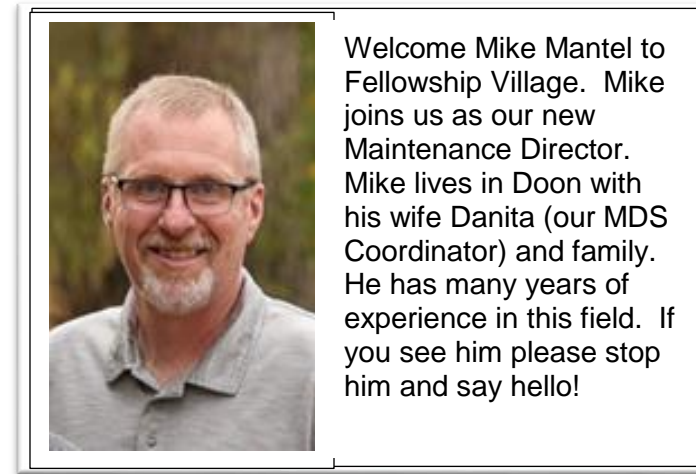 Welcome Mike Mantel to
Fellowship Village.  Mike
joins us as our new
Maintenance Director.
Mike lives in Doon with
his wife Danita (our MDS
Coordinator) and family.
He has many years of
experience in this field.  If
you see him please stop
him and say hello!